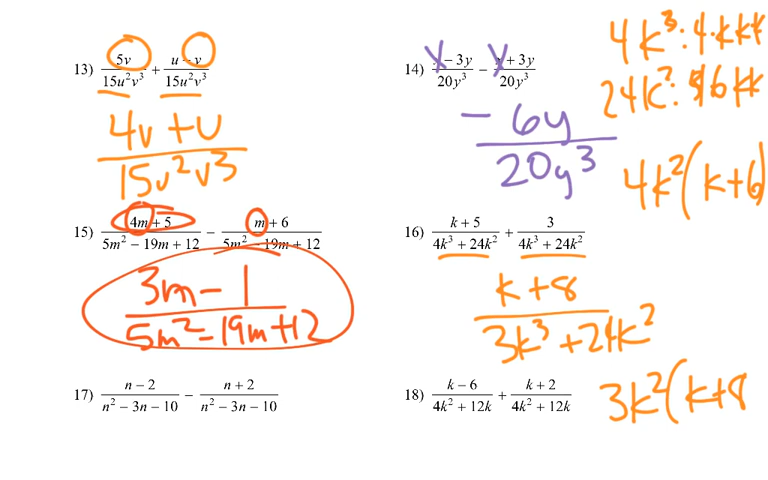 13) 5v/15u²v³ + u − v/15u²v³
4v + u/15v²v³
14) x − 3y/20y³ − x + 3y/20y³
− 6y/20y³
4k³: 4·kkk
24k²: 46kk
4k²(k+6)
15) 4m + 5/5m² − 19m + 12 − m + 6/5m² − 19m + 12
3m − 1/5m² − 19m + 12
16) k + 5/4k³ + 24k² + 3/4k³ + 24k²
k + 8/3k³ + 24k²
3k²(k+8
17) n − 2/n² − 3n − 10 − n + 2/n² − 3n − 10
18) k − 6/4k² + 12k + k + 2/4k² + 12k